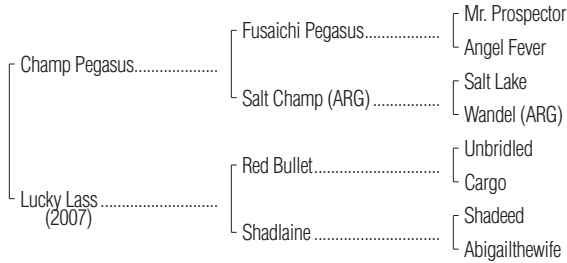 Mr. Prospector
Fusaichi Pegasus..................
Angel Fever
Champ Pegasus....................
Salt Lake
Salt Champ (ARG) ................
Wandel (ARG)
Unbridled
Red Bullet..............................
Cargo
Lucky Lass ............................
(2007)
Shadeed
Shadlaine ..............................
Abigailthewife